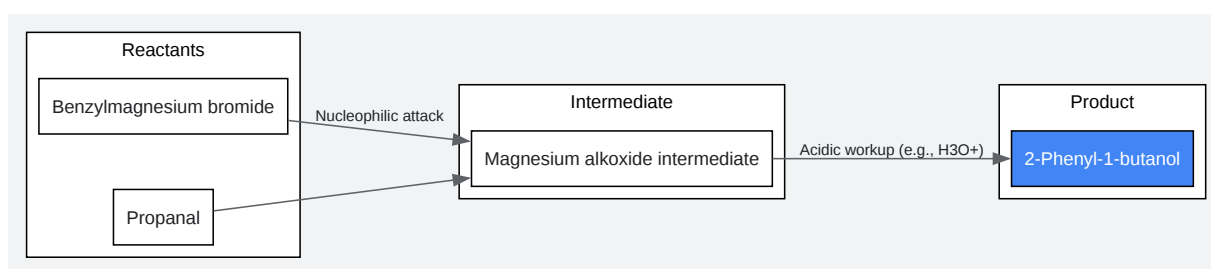 Reactants
Benzylmagnesium bromide
Propanal
Nucleophilic attack
Intermediate
Magnesium alkoxide intermediate
Acidic workup (e.g., H3O+)
Product
2-Phenyl-1-butanol